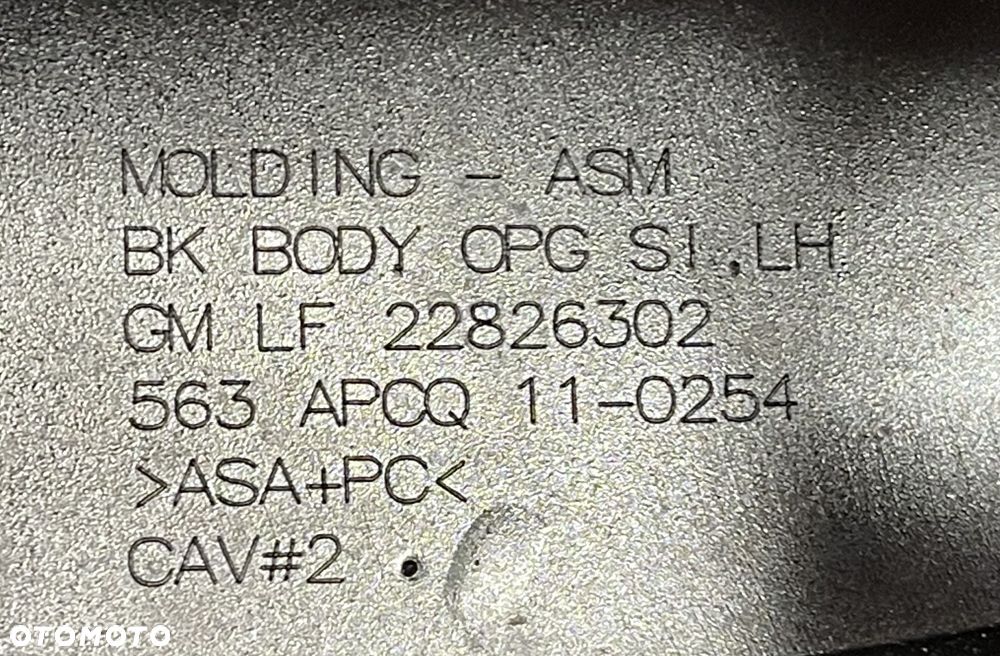 MOLDING - ASM
BK BODY OPG SI.,LH
GM LF 22826302
563 APCQ 11-0254
>ASA+PC<
CAV#2
OTOMOTO